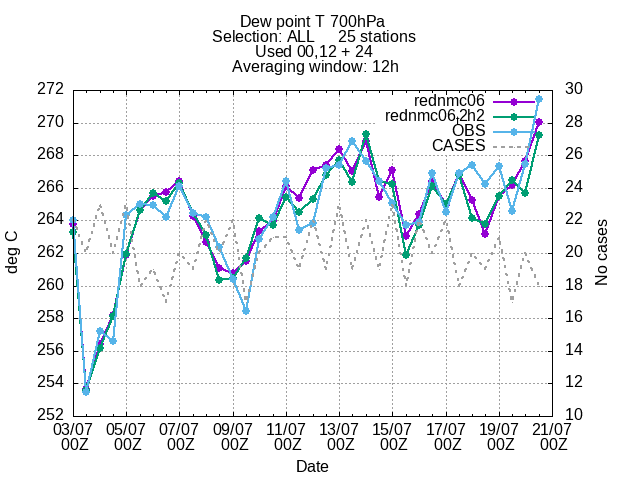 Dew point T 700hPa
Selection: ALL 25 stations
Used 00,12 + 24
Averaging window: 12h
272 30
270 28
268 26
266 24
264 22
262 20
260 18
258 16
256 14
254 12
252 10
rednmc06
rednmc06,2h2
OBS
CASES
deg C
No cases
03/07 05/07 07/07 09/07 11/07 13/07 15/07 17/07 19/07 21/07
00Z 00Z 00Z 00Z 00Z 00Z 00Z 00Z 00Z 00Z
Date